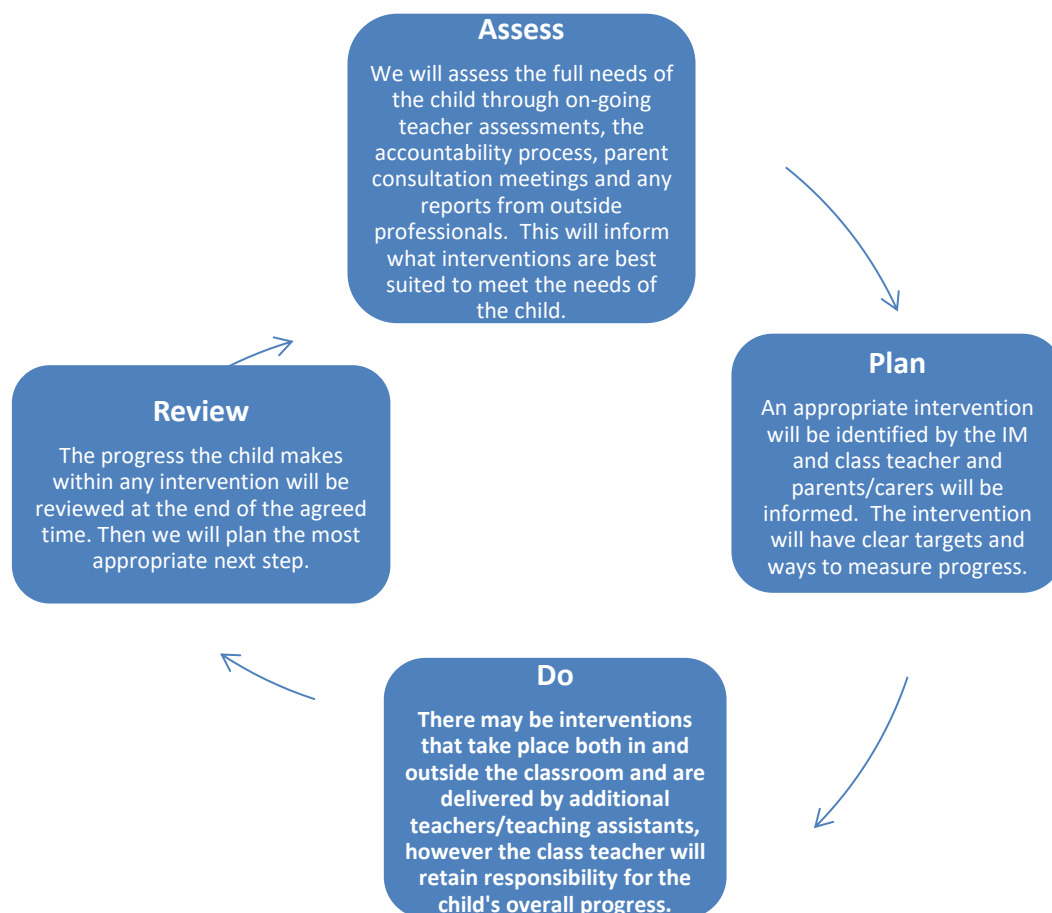 Assess
We will assess the full needs of
the child through on-going
teacher assessments, the
accountability process, parent
consultation meetings and any
reports from outside
professionals.  This will inform
what interventions are best
suited to meet the needs of
the child.
Plan
An appropriate intervention
will be identified by the IM
and class teacher and
parents/carers will be
informed.  The intervention
will have clear targets and
ways to measure progress.
Do
There may be interventions
that take place both in and
outside the classroom and are
delivered by additional
teachers/teaching assistants,
however the class teacher will
retain responsibility for the
child's overall progress.
Review
The progress the child makes
within any intervention will be
reviewed at the end of the agreed
time. Then we will plan the most
appropriate next step.